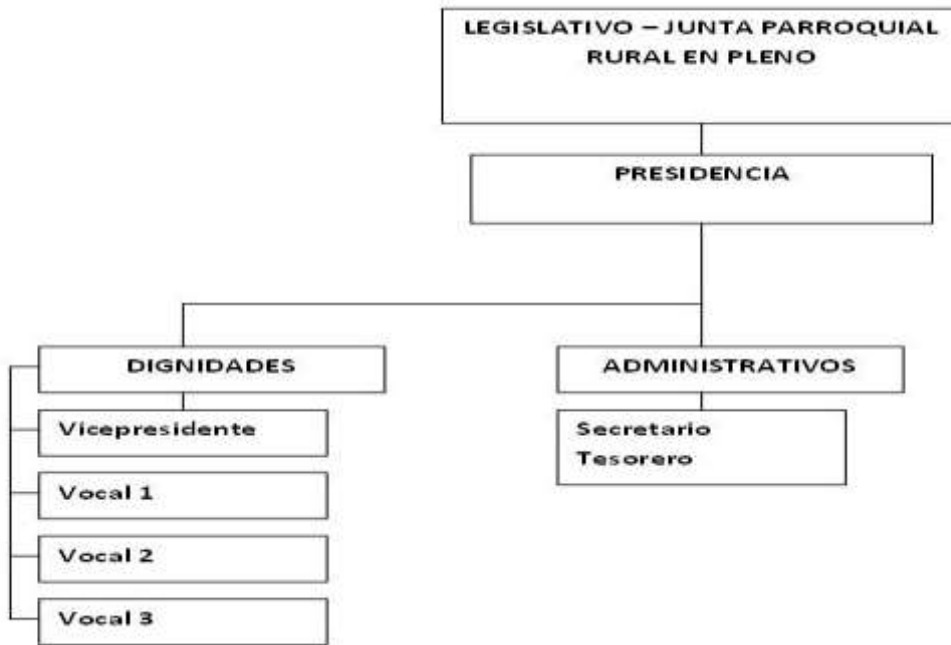 LEGISLATIVO – JUNTA PARROQUIAL
RURAL EN PLENO
PRESIDENCIA
DIGNIDADES
ADMINISTRATIVOS
Vicepresidente
Secretario
Tesorero
Vocal 1
Vocal 2
Vocal 3